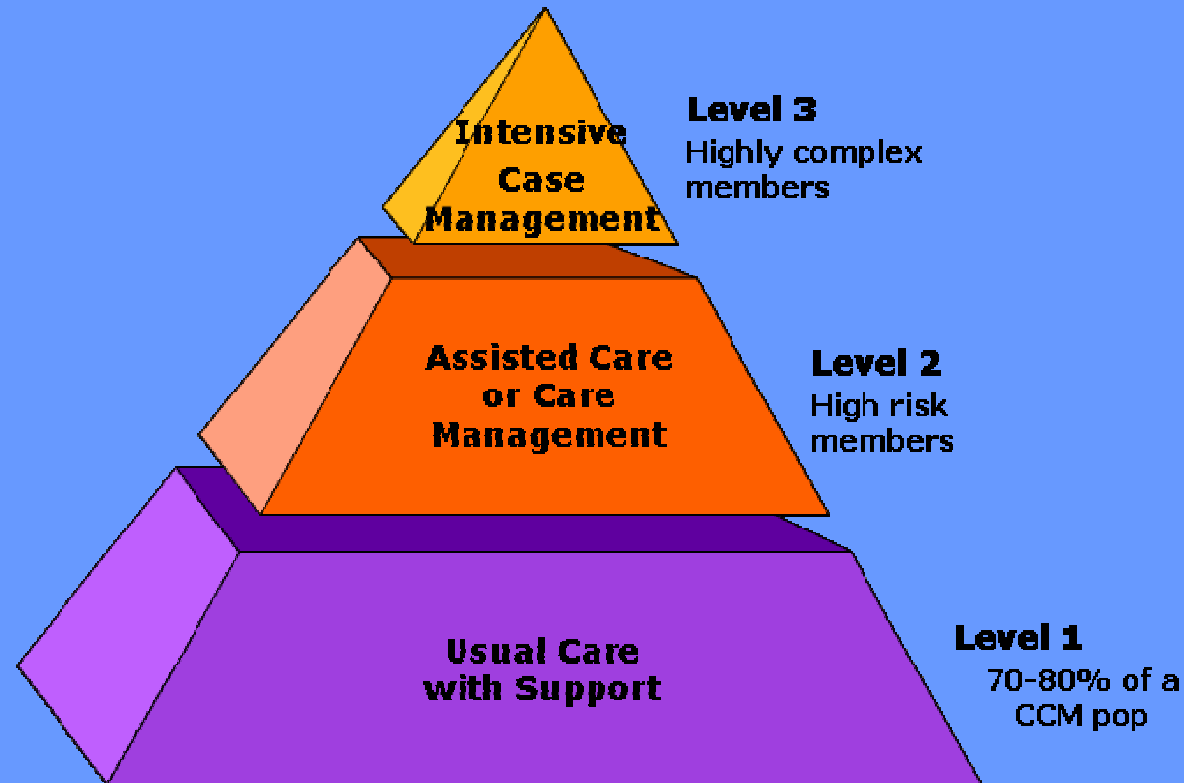 Intensive
Case
Management
Level 3
Highly complex
members
Assisted Care
or Care
Management
Level 2
High risk
members
Usual Care
with Support
Level 1
70-80% of a
CCM pop